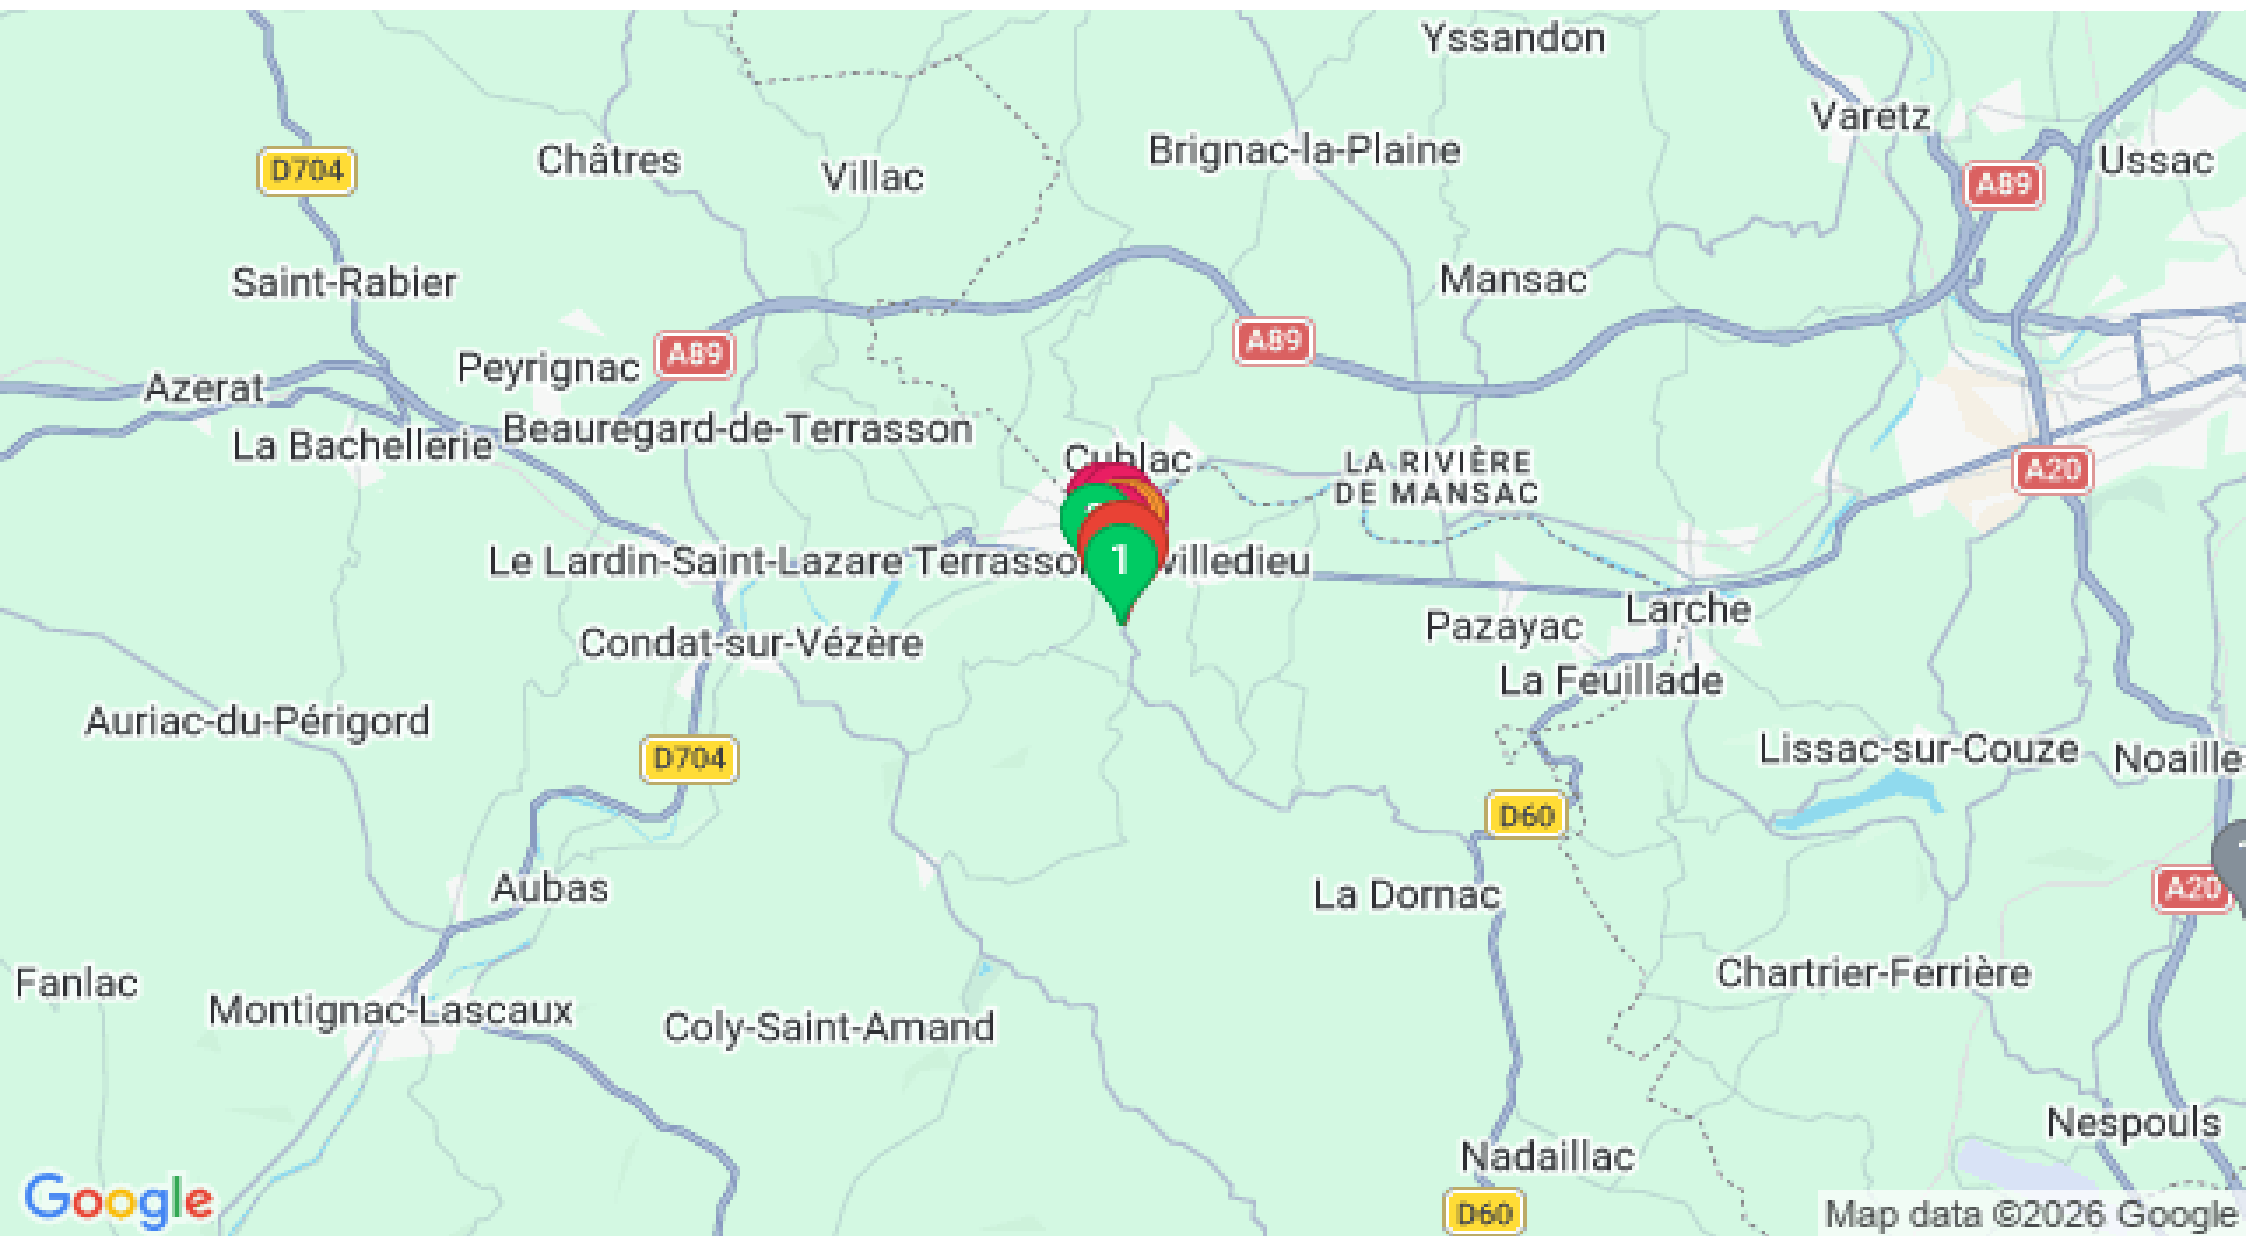 Yssandon
Varetz
Châtres
Villac
Brignac-la-Plaine
Ussac
D704
A89
Saint-Rabier
Mansac
A89
A89
Peyrignac
Azerat
Beauregard-de-Terrasson
La Bachellerie
Cublac
LA RIVIÈRE
DE MANSAC
A20
1
Le Lardin-Saint-Lazare
Larche
Pazayac
Condat-sur-Vézère
La Feuillade
Auriac-du-Périgord
Lissac-sur-Couze
Noaille
D704
D60
Aubas
La Dornac
A20
Chartrier-Ferrière
Fanlac
Montignac-Lascaux
Coly-Saint-Amand
Nespouls
Nadaillac
Google
D60
Map data ©2026 Google